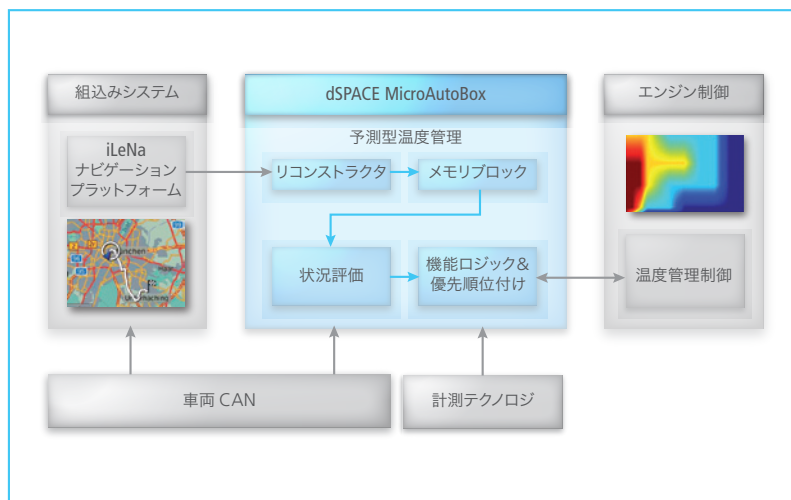 組込みシステム
iLeNa
ナビゲーション
プラットフォーム
dSPACE MicroAutoBox
予測型温度管理
リコンストラクタ
メモリブロック
状況評価
機能ロジック＆
優先順位付け
エンジン制御
温度管理制御
車両 CAN
計測テクノロジ